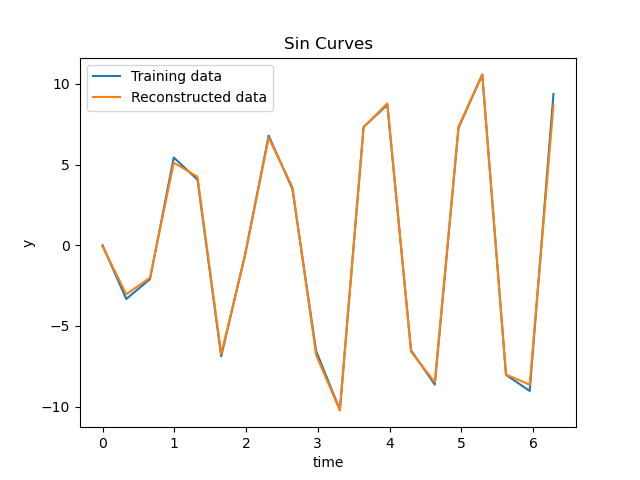 Sin Curves
Training data
Reconstructed data
10
5
0
−5
−10
y
0 1 2 3 4 5 6
time